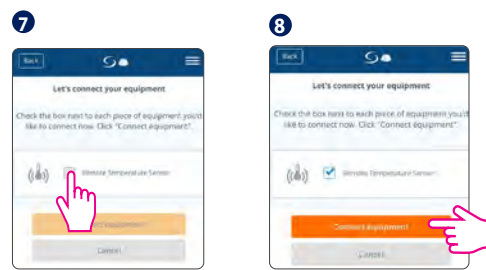 7
Back
Let's connect your equipment
Check the box next to each piece of equipment you'd
like to connect now. Click "Connect equipment".
Remote Temperature Sensor
Connect equipment
Cancel
8
Back
Let's connect your equipment
Check the box next to each piece of equipment you'd
like to connect now. Click "Connect equipment".
Remote Temperature Sensor
Connect equipment
Cancel